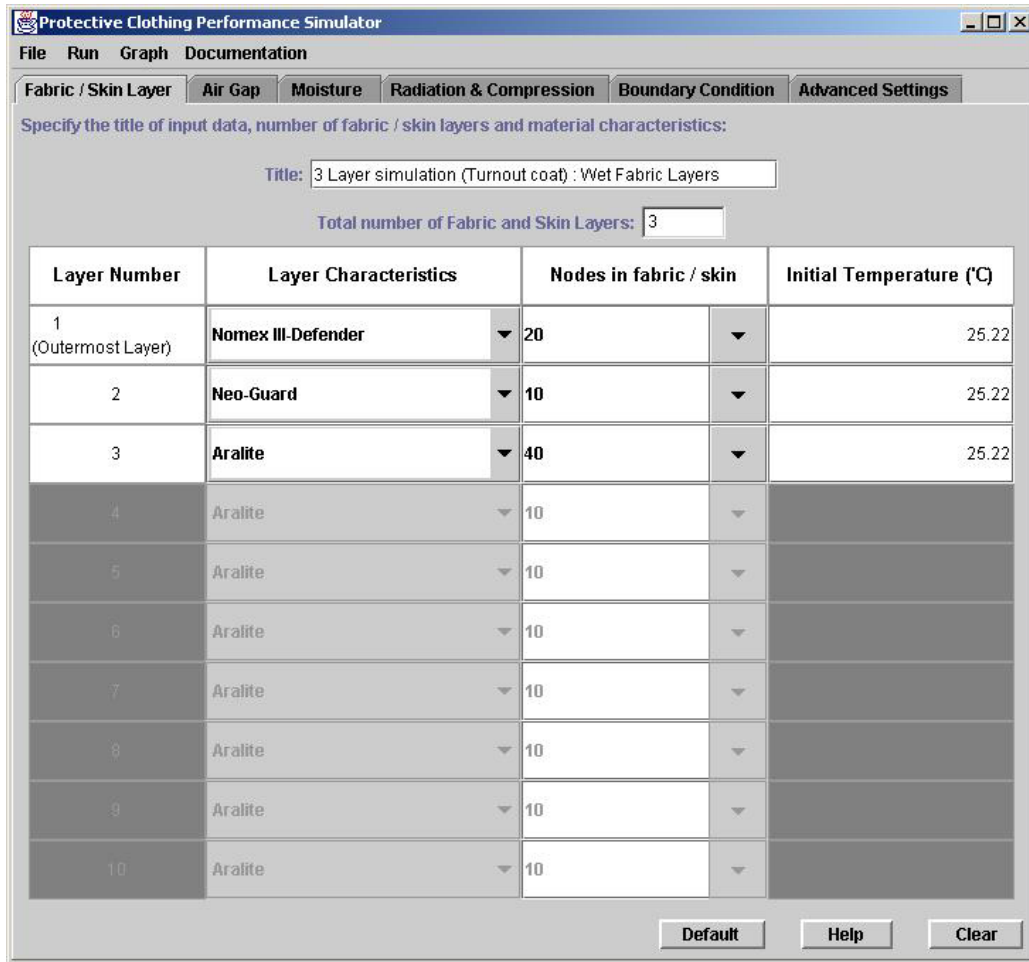 Protective Clothing Performance Simulator
File Run Graph Documentation
Fabric / Skin Layer Air Gap Moisture Radiation & Compression Boundary Condition Advanced Settings
Specify the title of input data, number of fabric / skin layers and material characteristics:
Title: 3 Layer simulation (Turnout coat) : Wet Fabric Layers
Total number of Fabric and Skin Layers: 3
Layer Number Layer Characteristics Nodes in fabric / skin Initial Temperature ('C)
1
(Outermost Layer) Nomex III-Defender 20 25.22
2 Neo-Guard 10 25.22
3 Aralite 40 25.22
4 Aralite 10
5 Aralite 10
6 Aralite 10
7 Aralite 10
8 Aralite 10
9 Aralite 10
10 Aralite 10
Default Help Clear